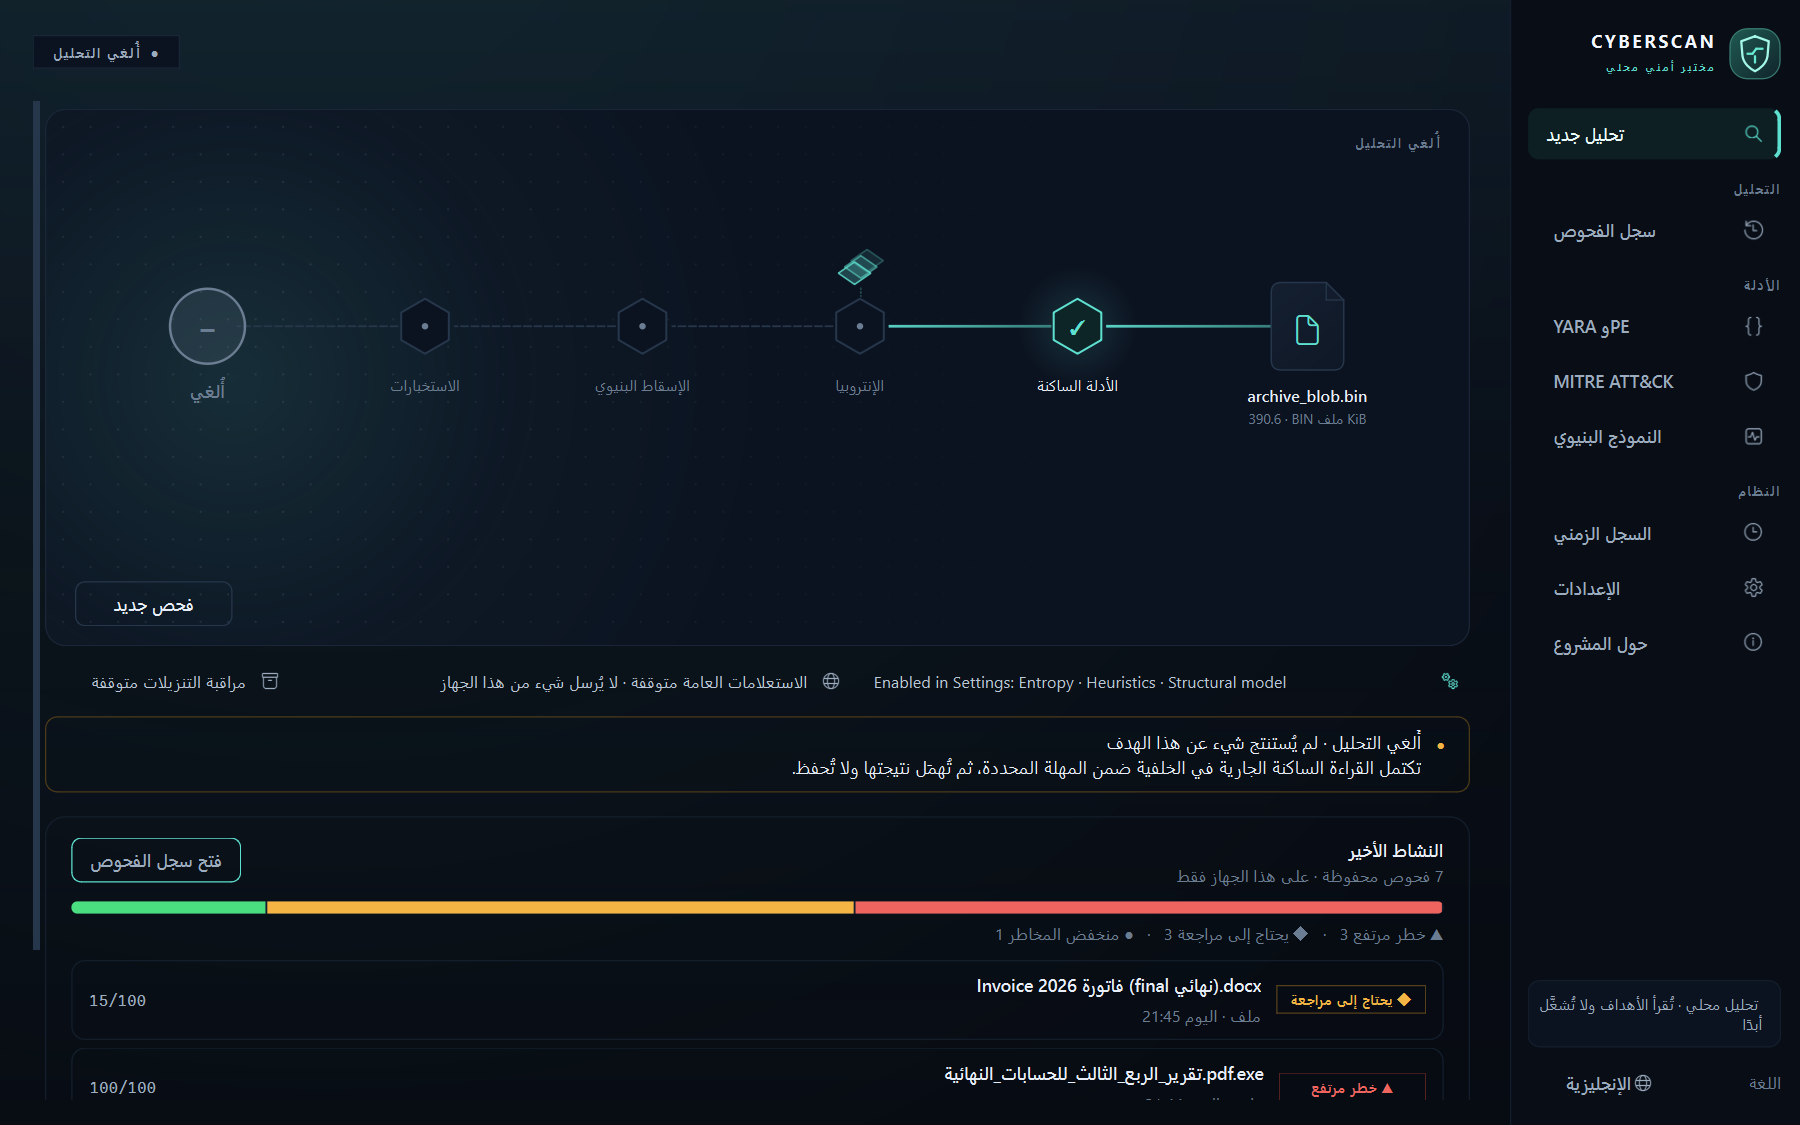 CYBERSCAN
مختبر أمني محلي
تحليل جديد
التحليل
سجل الفحوص
الأدلة
YARA وPE
MITRE ATT&CK
النموذج البنيوي
النظام
السجل الزمني
الإعدادات
حول المشروع
تحليل محلي · تُقرأ الأهداف ولا تُشغَّل أبدًا
اللغة
الإنجليزية
● أُلغي التحليل
أُلغي التحليل
archive_blob.bin
390.6 · BIN ملف KiB
الأدلة الساكنة
الإنتروبيا
الإسقاط البنيوي
الاستخبارات
أُلغي
فحص جديد
Enabled in Settings: Entropy · Heuristics · Structural model
الاستعلامات العامة متوقفة · لا يُرسل شيء من هذا الجهاز
مراقبة التنزيلات متوقفة
أُلغي التحليل · لم يُستنتج شيء عن هذا الهدف
تكتمل القراءة الساكنة الجارية في الخلفية ضمن المهلة المحددة، ثم تُهمَل نتيجتها ولا تُحفظ.
النشاط الأخير
7 فحوص محفوظة · على هذا الجهاز فقط
فتح سجل الفحوص
▲ خطر مرتفع 3 · ◆ يحتاج إلى مراجعة 3 · ● منخفض المخاطر 1
◆ يحتاج إلى مراجعة
Invoice 2026 فاتورة (final نهائي).docx
ملف · اليوم 21:45
15/100
▲ خطر مرتفع
تقرير_الربع_الثالث_للحسابات_النهائية.pdf.exe
100/100